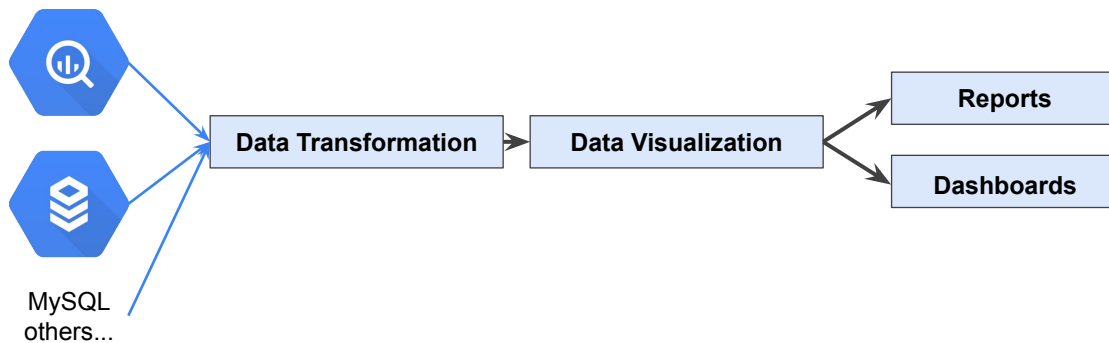 Data Transformation
Data Visualization
Reports
Dashboards
MySQL
others...